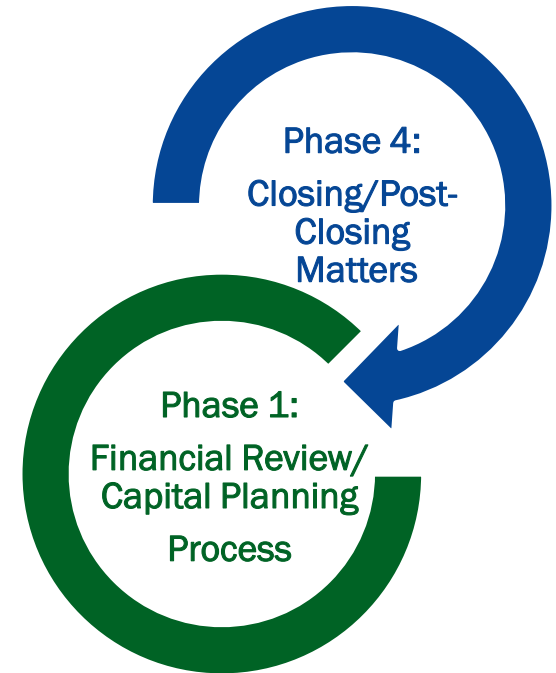 Phase 4:
Closing/Post-
Closing
Matters
Phase 1:
Financial Review/
Capital Planning
Process